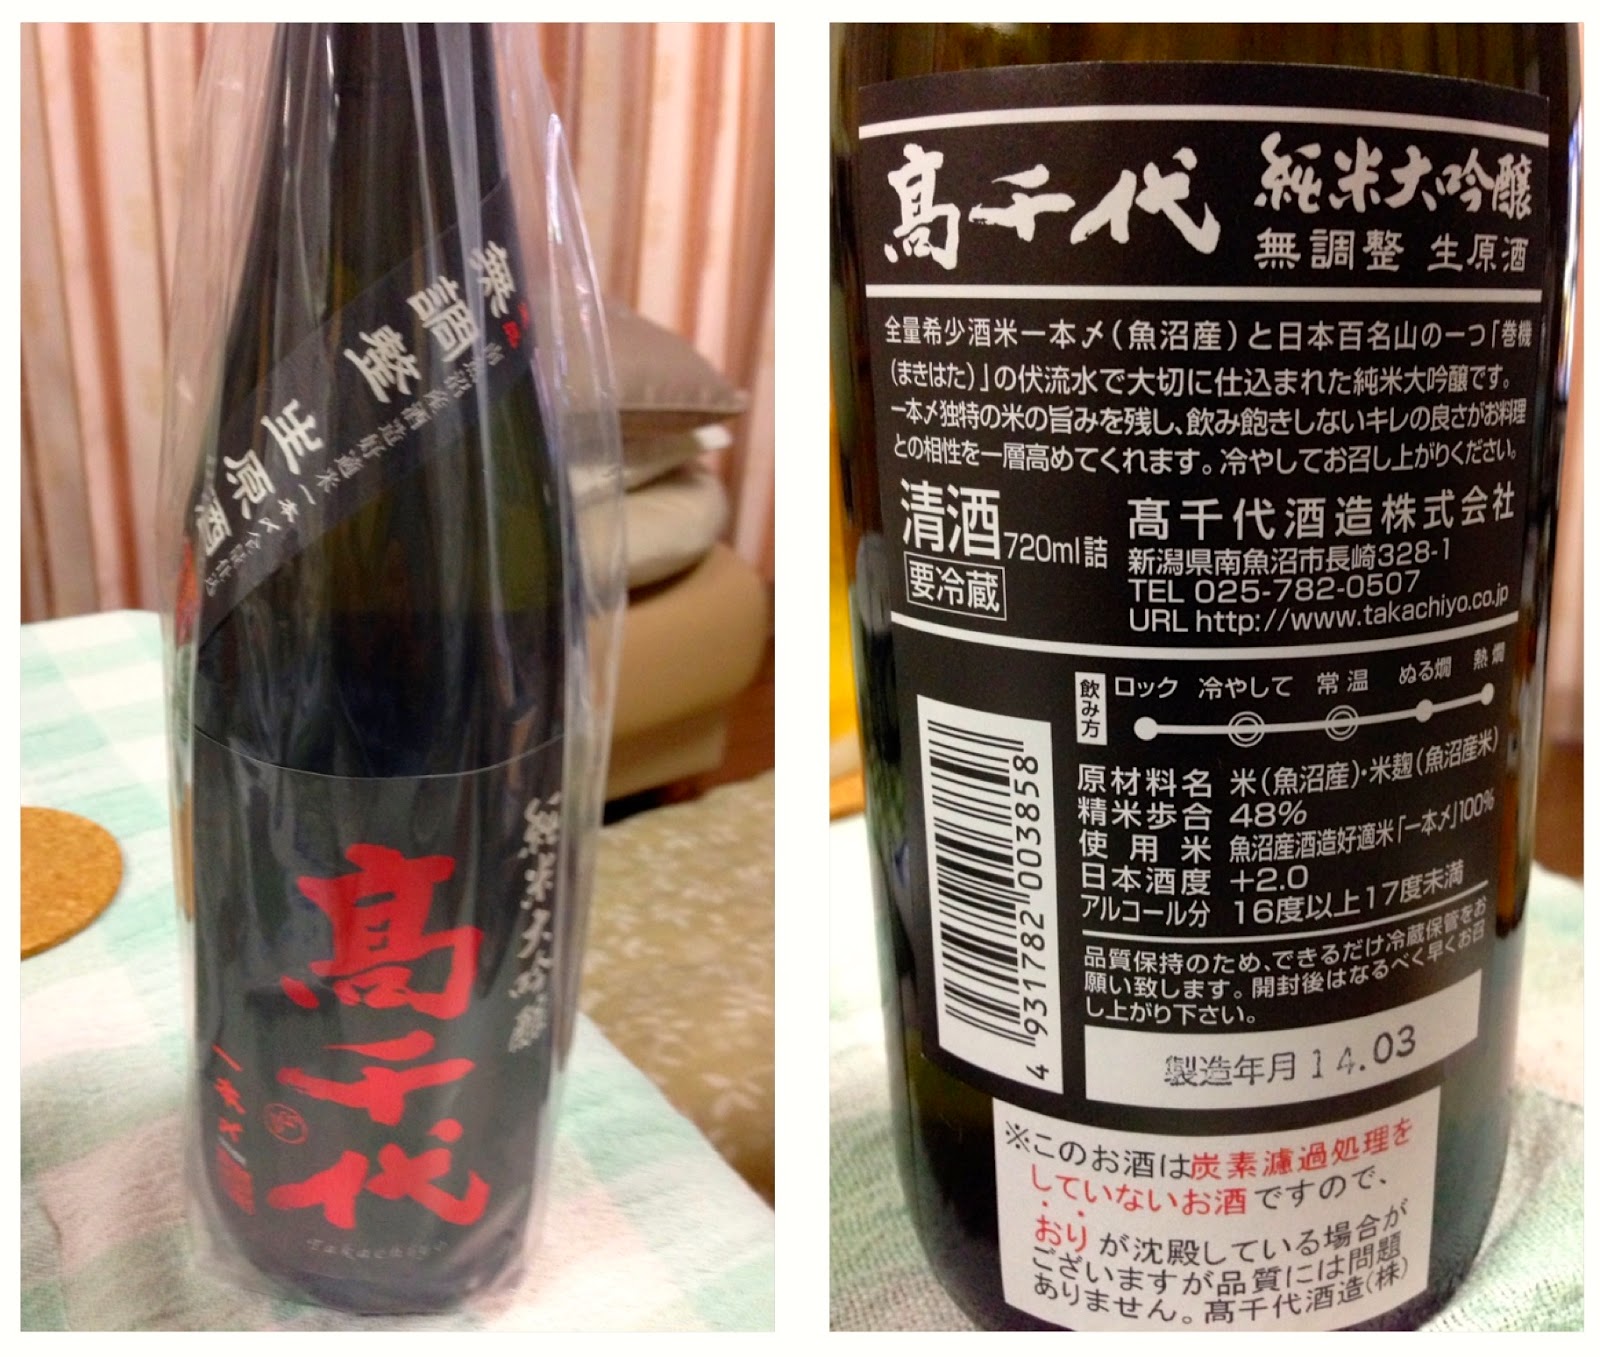 無調整
生原酒
純米大吟醸
髙千代
一本〆
髙千代 純米大吟醸
無調整 生原酒
全量希少酒米一本〆(魚沼産)と日本百名山の一つ「巻機
(まきはた)」の伏流水で大切に仕込まれた純米大吟醸です。
一本〆独特の米の旨みを残し、飲み飽きしないキレの良さがお料理
との相性を一層高めてくれます。冷やしてお召し上がりください。
清酒720ml詰
要冷蔵
髙千代酒造株式会社
新潟県南魚沼市長崎328-1
TEL 025-782-0507
URL http://www.takachiyo.co.jp
飲み方
ロック 冷やして 常温 ぬる燗 熱燗
原材料名 米(魚沼産)・米麹(魚沼産米)
精米歩合 48%
使用米 魚沼産酒造好適米「一本〆」100%
日本酒度 +2.0
アルコール分 16度以上17度未満
品質保持のため、できるだけ冷蔵保管をお
願い致します。開封後はなるべく早くお召
し上がり下さい。
4 931782 003858
製造年月 14.03
※このお酒は炭素濾過処理を
していないお酒ですので、
おりが沈殿している場合が
ございますが品質には問題
ありません。髙千代酒造(株)